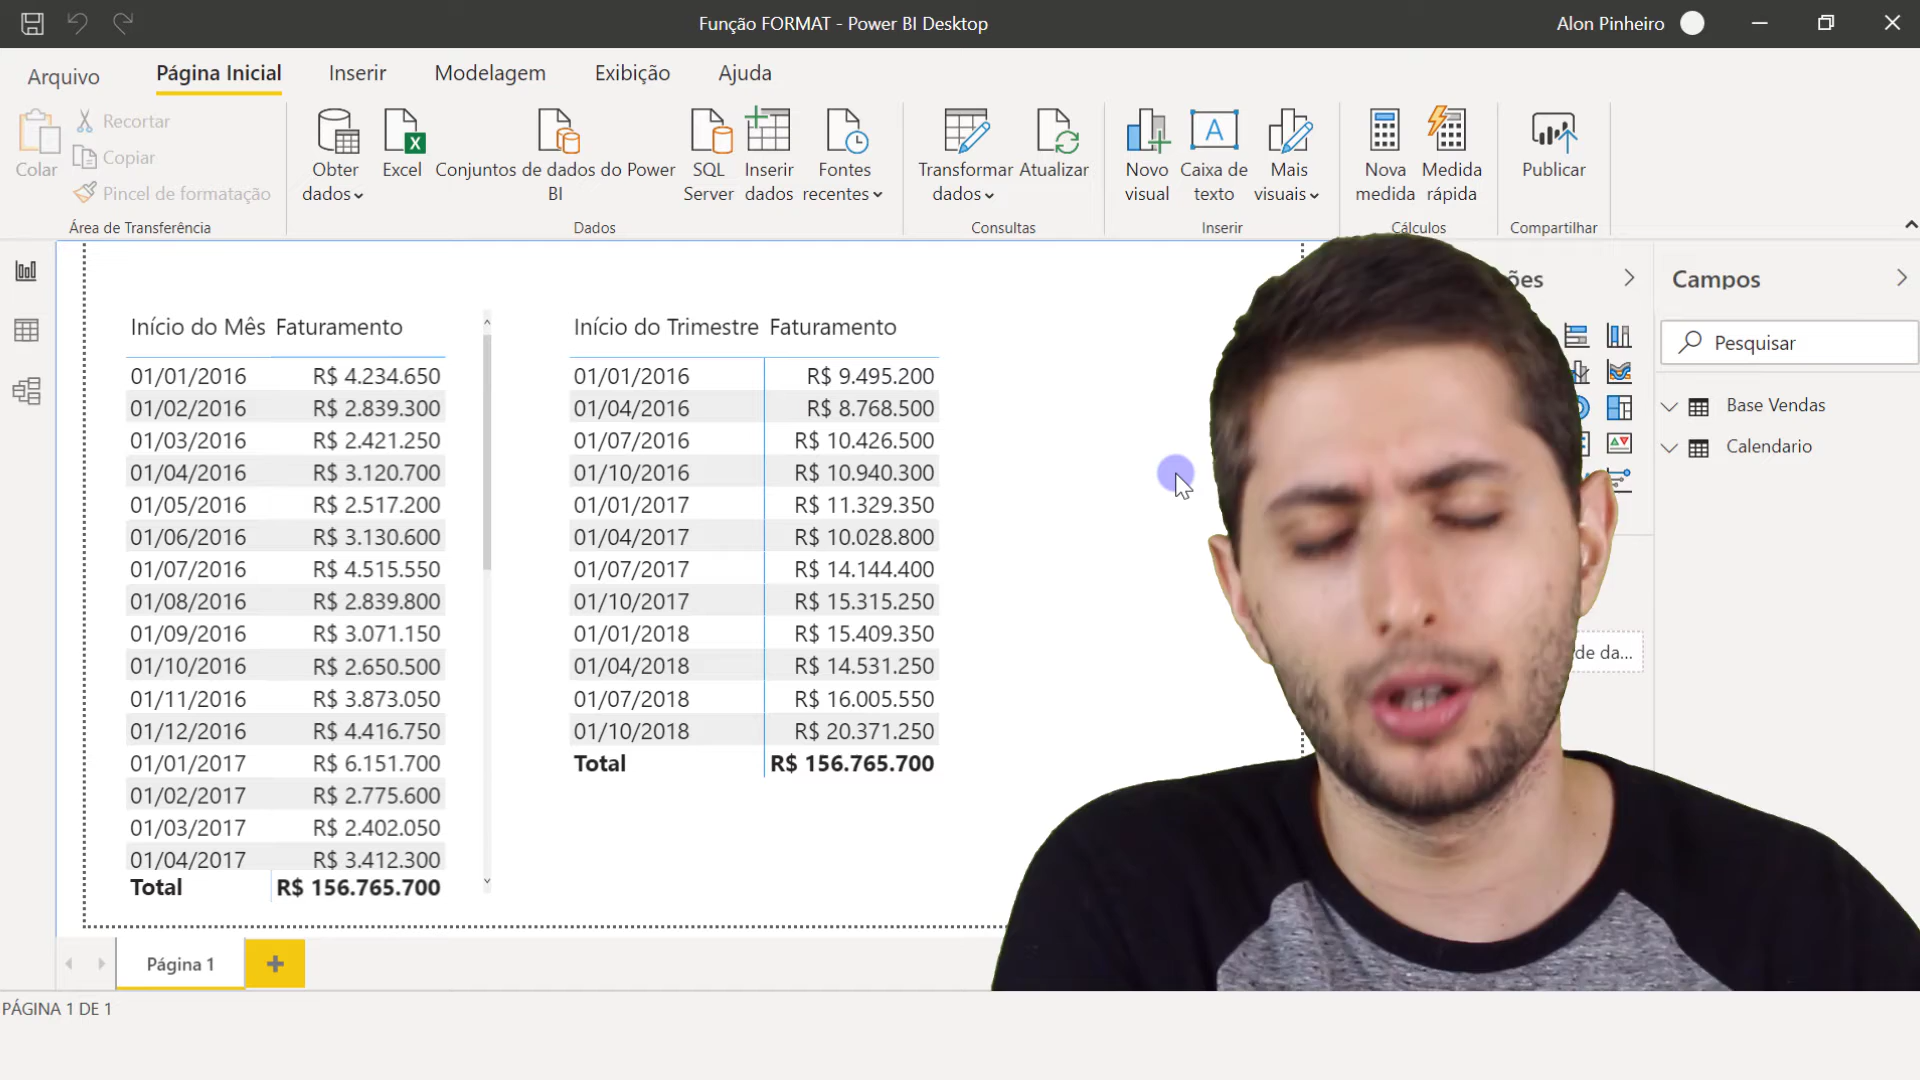 Função FORMAT - Power BI Desktop
Alon Pinheiro
Arquivo
Página Inicial
Inserir
Modelagem
Exibição
Ajuda
Colar
Recortar
Copiar
Pincel de formatação
Área de Transferência
Obter dados
Excel
Conjuntos de dados do Power BI
SQL Server
Inserir dados
Fontes recentes
Dados
Transformar dados
Atualizar
Consultas
Novo visual
Caixa de texto
Mais visuais
Inserir
Nova medida
Medida rápida
Cálculos
Publicar
Compartilhar
Início do Mês Faturamento
01/01/2016 R$ 4.234.650
01/02/2016 R$ 2.839.300
01/03/2016 R$ 2.421.250
01/04/2016 R$ 3.120.700
01/05/2016 R$ 2.517.200
01/06/2016 R$ 3.130.600
01/07/2016 R$ 4.515.550
01/08/2016 R$ 2.839.800
01/09/2016 R$ 3.071.150
01/10/2016 R$ 2.650.500
01/11/2016 R$ 3.873.050
01/12/2016 R$ 4.416.750
01/01/2017 R$ 6.151.700
01/02/2017 R$ 2.775.600
01/03/2017 R$ 2.402.050
01/04/2017 R$ 3.412.300
Total R$ 156.765.700
Início do Trimestre Faturamento
01/01/2016 R$ 9.495.200
01/04/2016 R$ 8.768.500
01/07/2016 R$ 10.426.500
01/10/2016 R$ 10.940.300
01/01/2017 R$ 11.329.350
01/04/2017 R$ 10.028.800
01/07/2017 R$ 14.144.400
01/10/2017 R$ 15.315.250
01/01/2018 R$ 15.409.350
01/04/2018 R$ 14.531.250
01/07/2018 R$ 16.005.550
01/10/2018 R$ 20.371.250
Total R$ 156.765.700
ões
de da...
Campos
Pesquisar
Base Vendas
Calendario
Página 1
PÁGINA 1 DE 1